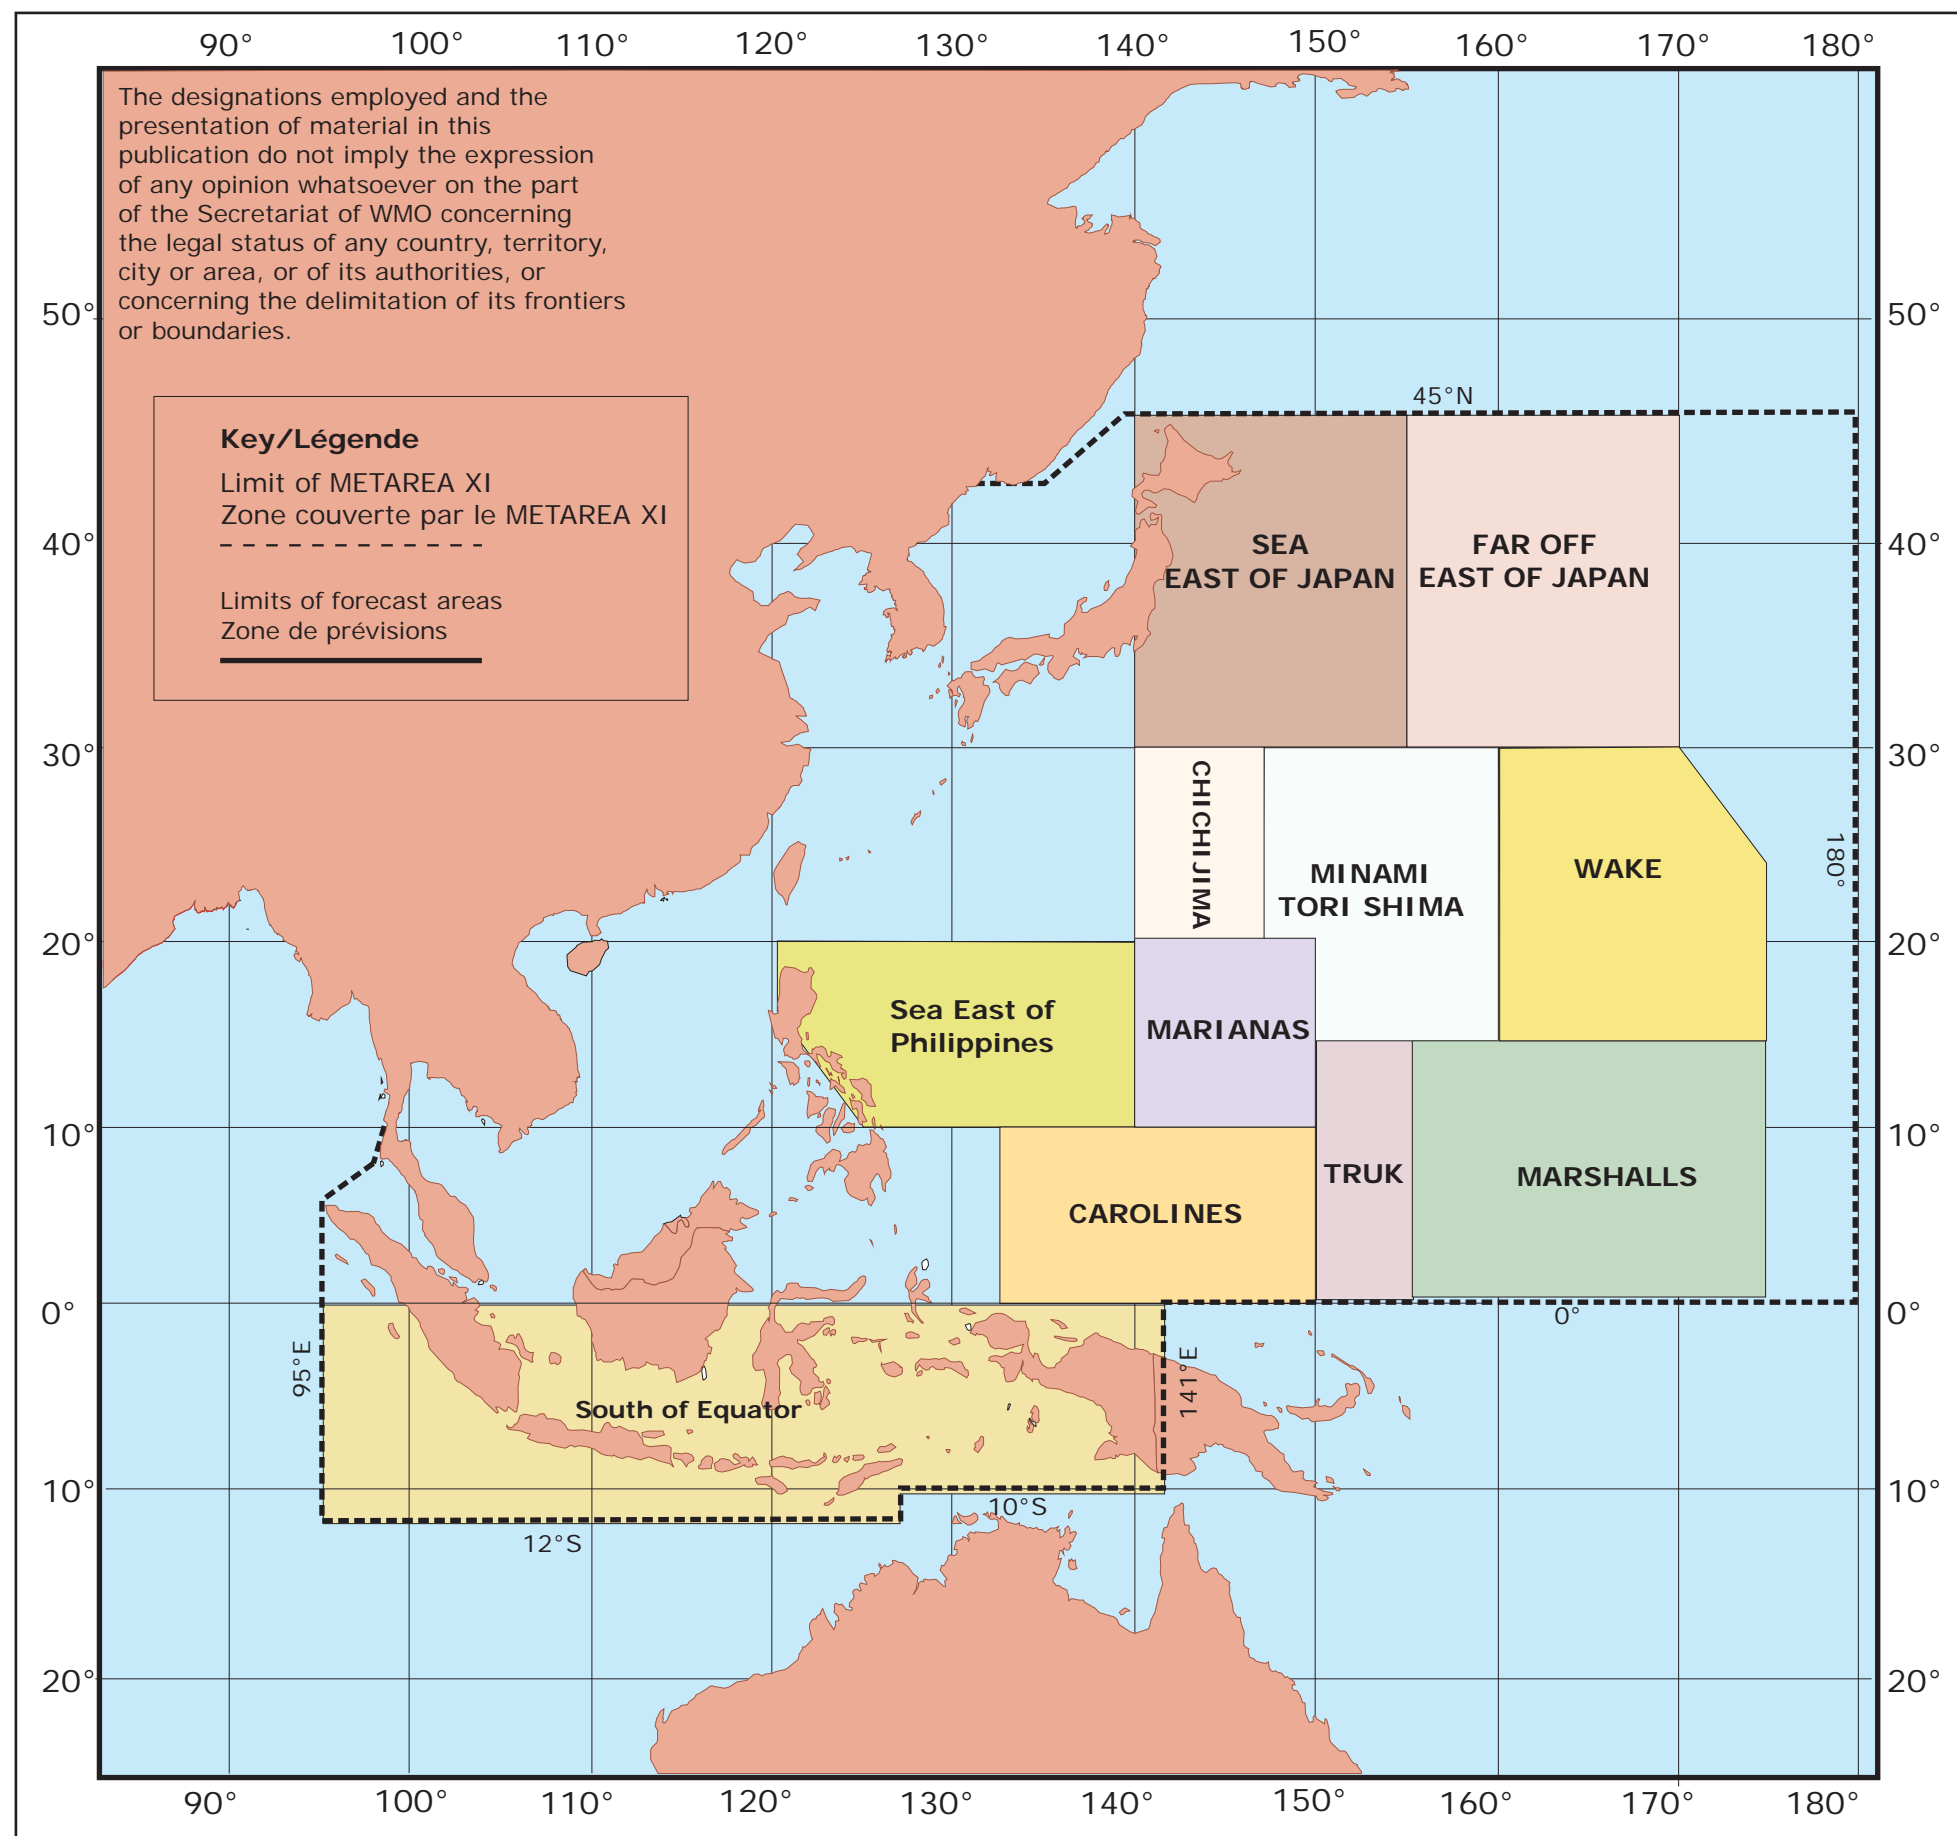 90° 100° 110° 120° 130° 140° 150° 160° 170° 180°
The designations employed and the
presentation of material in this
publication do not imply the expression
of any opinion whatsoever on the part
of the Secretariat of WMO concerning
the legal status of any country, territory,
city or area, or of its authorities, or
concerning the delimitation of its frontiers
or boundaries.
50° 50°
45°N
Key/Légende
Limit of METAREA XI
Zone couverte par le METAREA XI
Limits of forecast areas
Zone de prévisions
40° 40°
SEA
EAST OF JAPAN
FAR OFF
EAST OF JAPAN
30° 30°
CHICHIJIMA
MINAMI
TORI SHIMA
WAKE
180°
20° 20°
Sea East of
Philippines
MARIANAS
10° 10°
TRUK
MARSHALLS
CAROLINES
0° 0°
0°
95°E
141°E
South of Equator
10° 10°
10°S
12°S
20° 20°
90° 100° 110° 120° 130° 140° 150° 160° 170° 180°